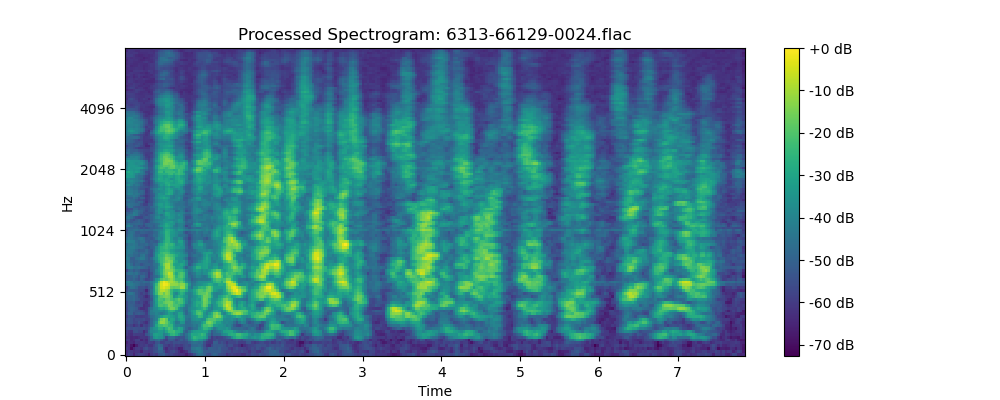 Processed Spectrogram: 6313-66129-0024.flac
Hz
4096
2048
1024
512
0
0 1 2 3 4 5 6 7
Time
+0 dB
-10 dB
-20 dB
-30 dB
-40 dB
-50 dB
-60 dB
-70 dB